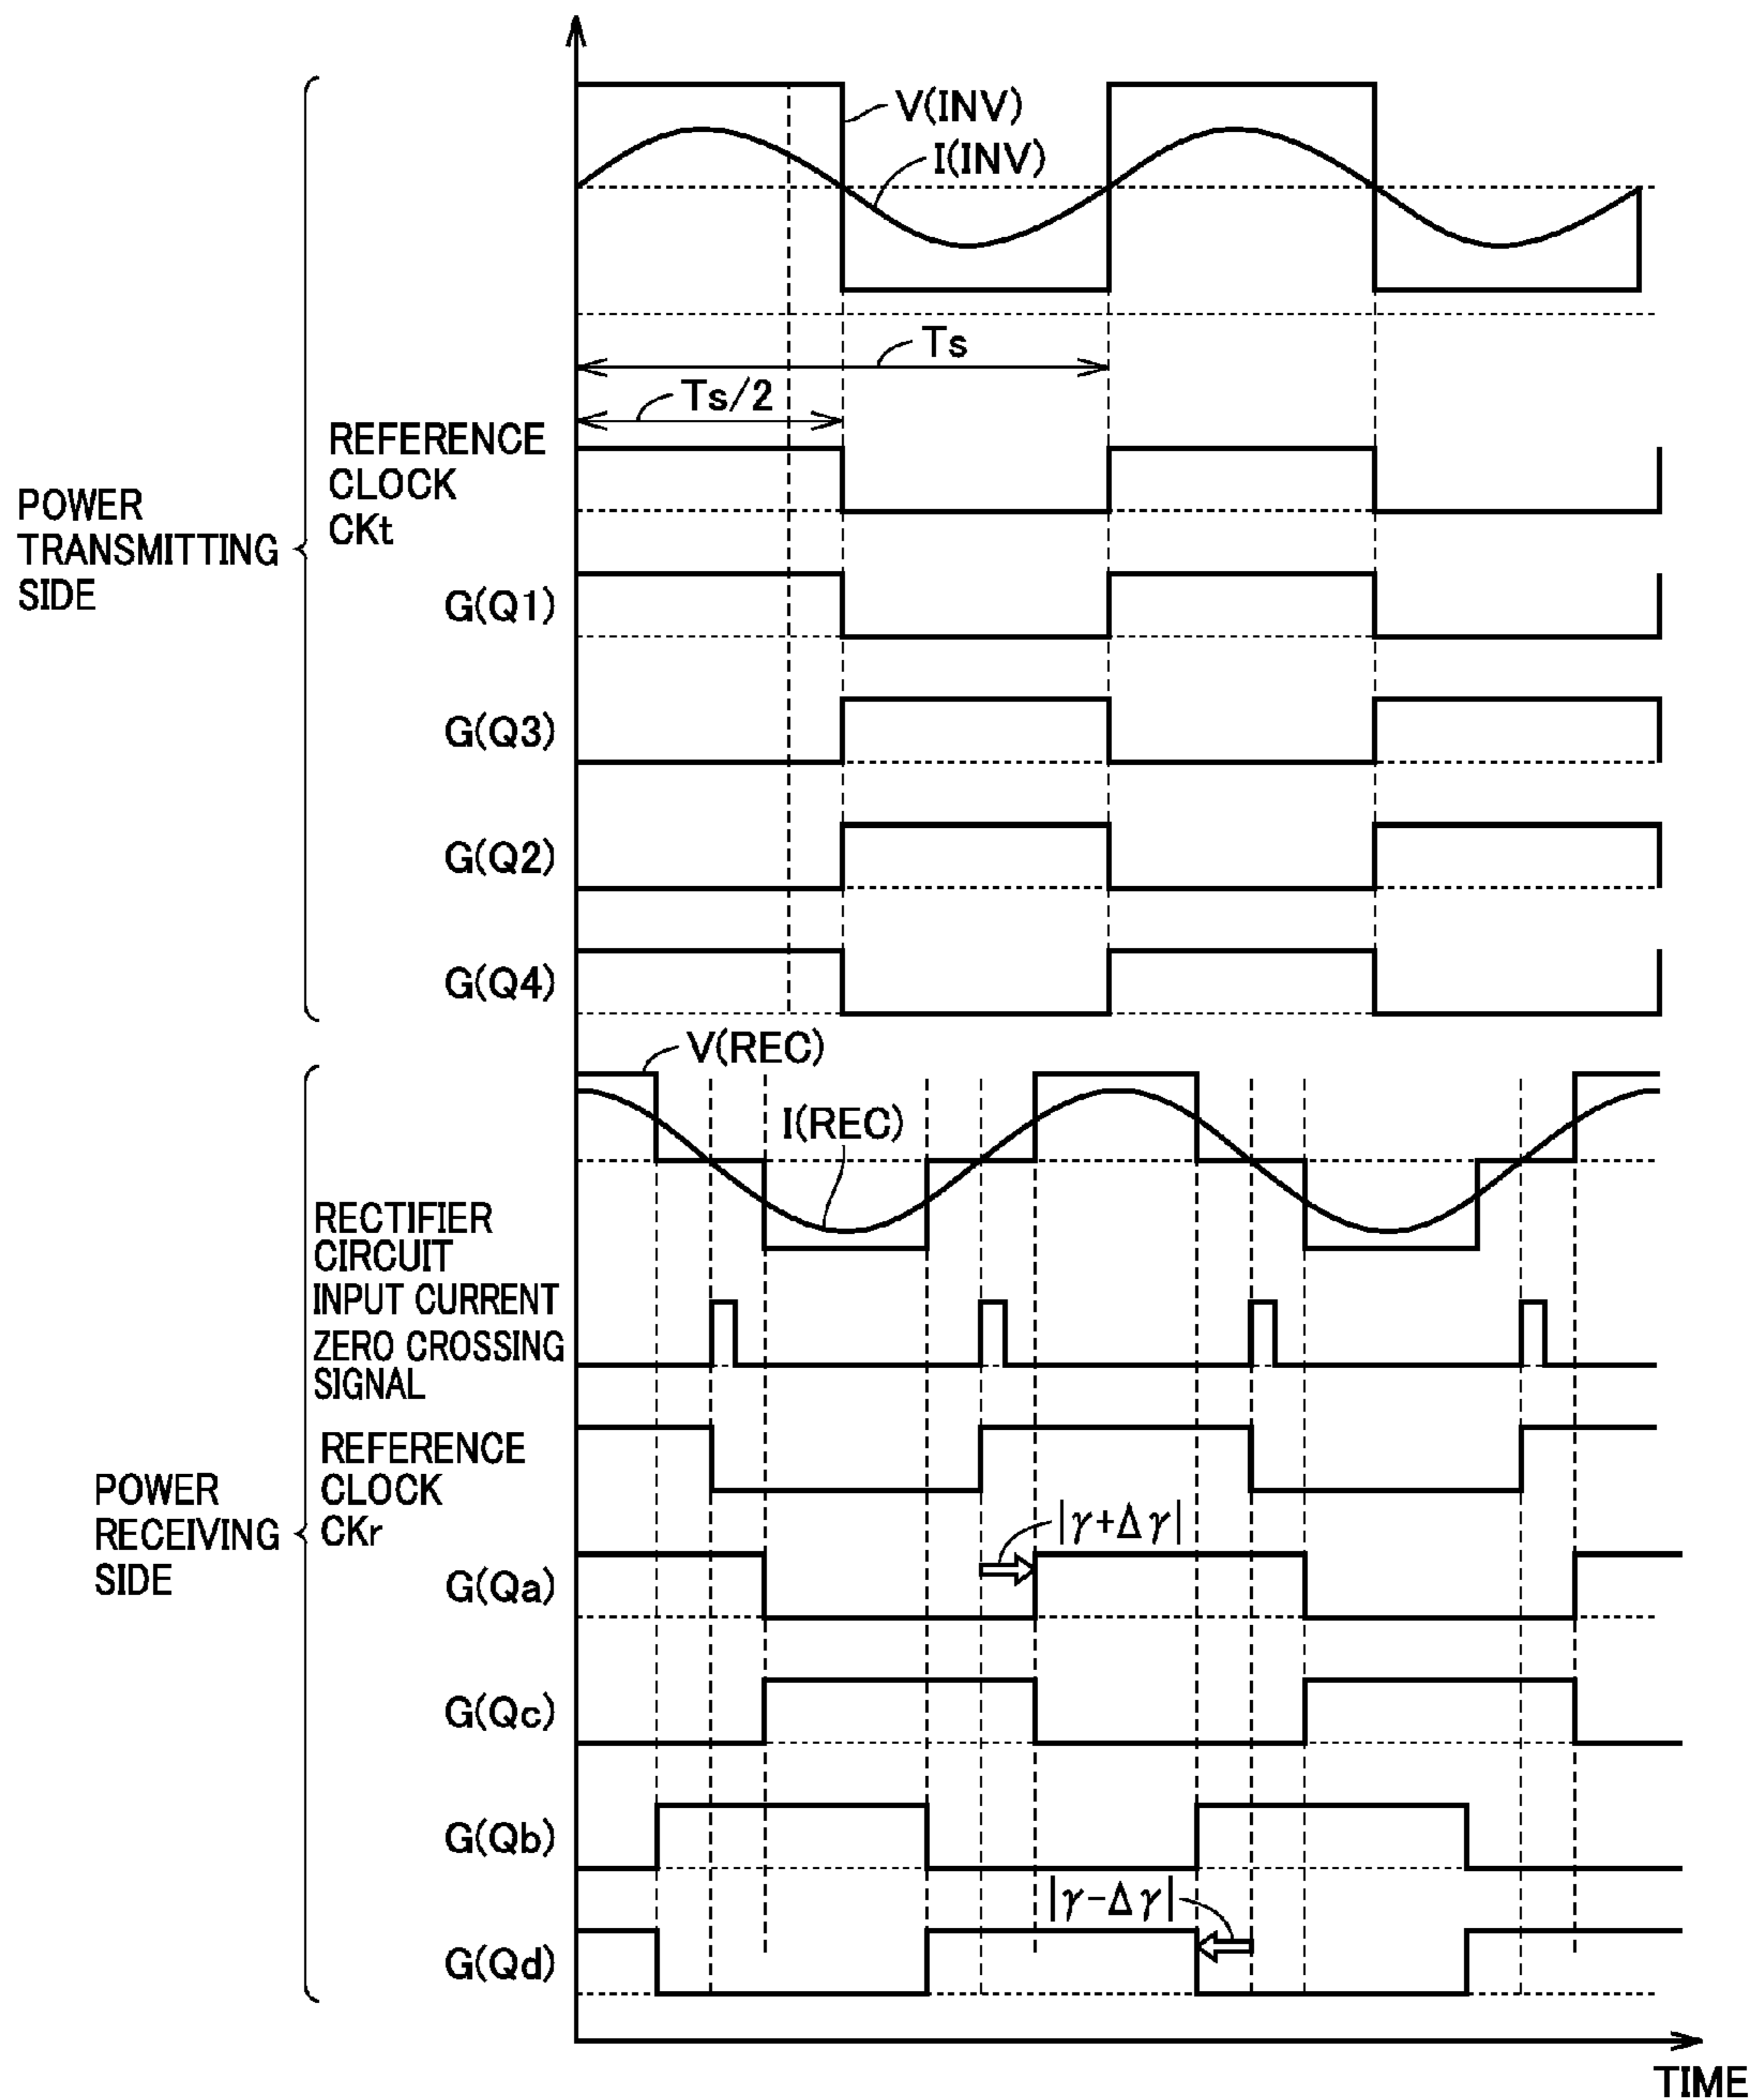 V(INV)
I(INV)
Ts
Ts/2
POWER
TRANSMITTING
SIDE
REFERENCE
CLOCK
CKt
G(Q1)
G(Q3)
G(Q2)
G(Q4)
V(REC)
I(REC)
RECTIFIER
CIRCUIT
INPUT CURRENT
ZERO CROSSING
SIGNAL
POWER
RECEIVING
SIDE
REFERENCE
CLOCK
CKr
|γ+Δγ|
G(Qa)
G(Qc)
G(Qb)
|γ-Δγ|
G(Qd)
TIME